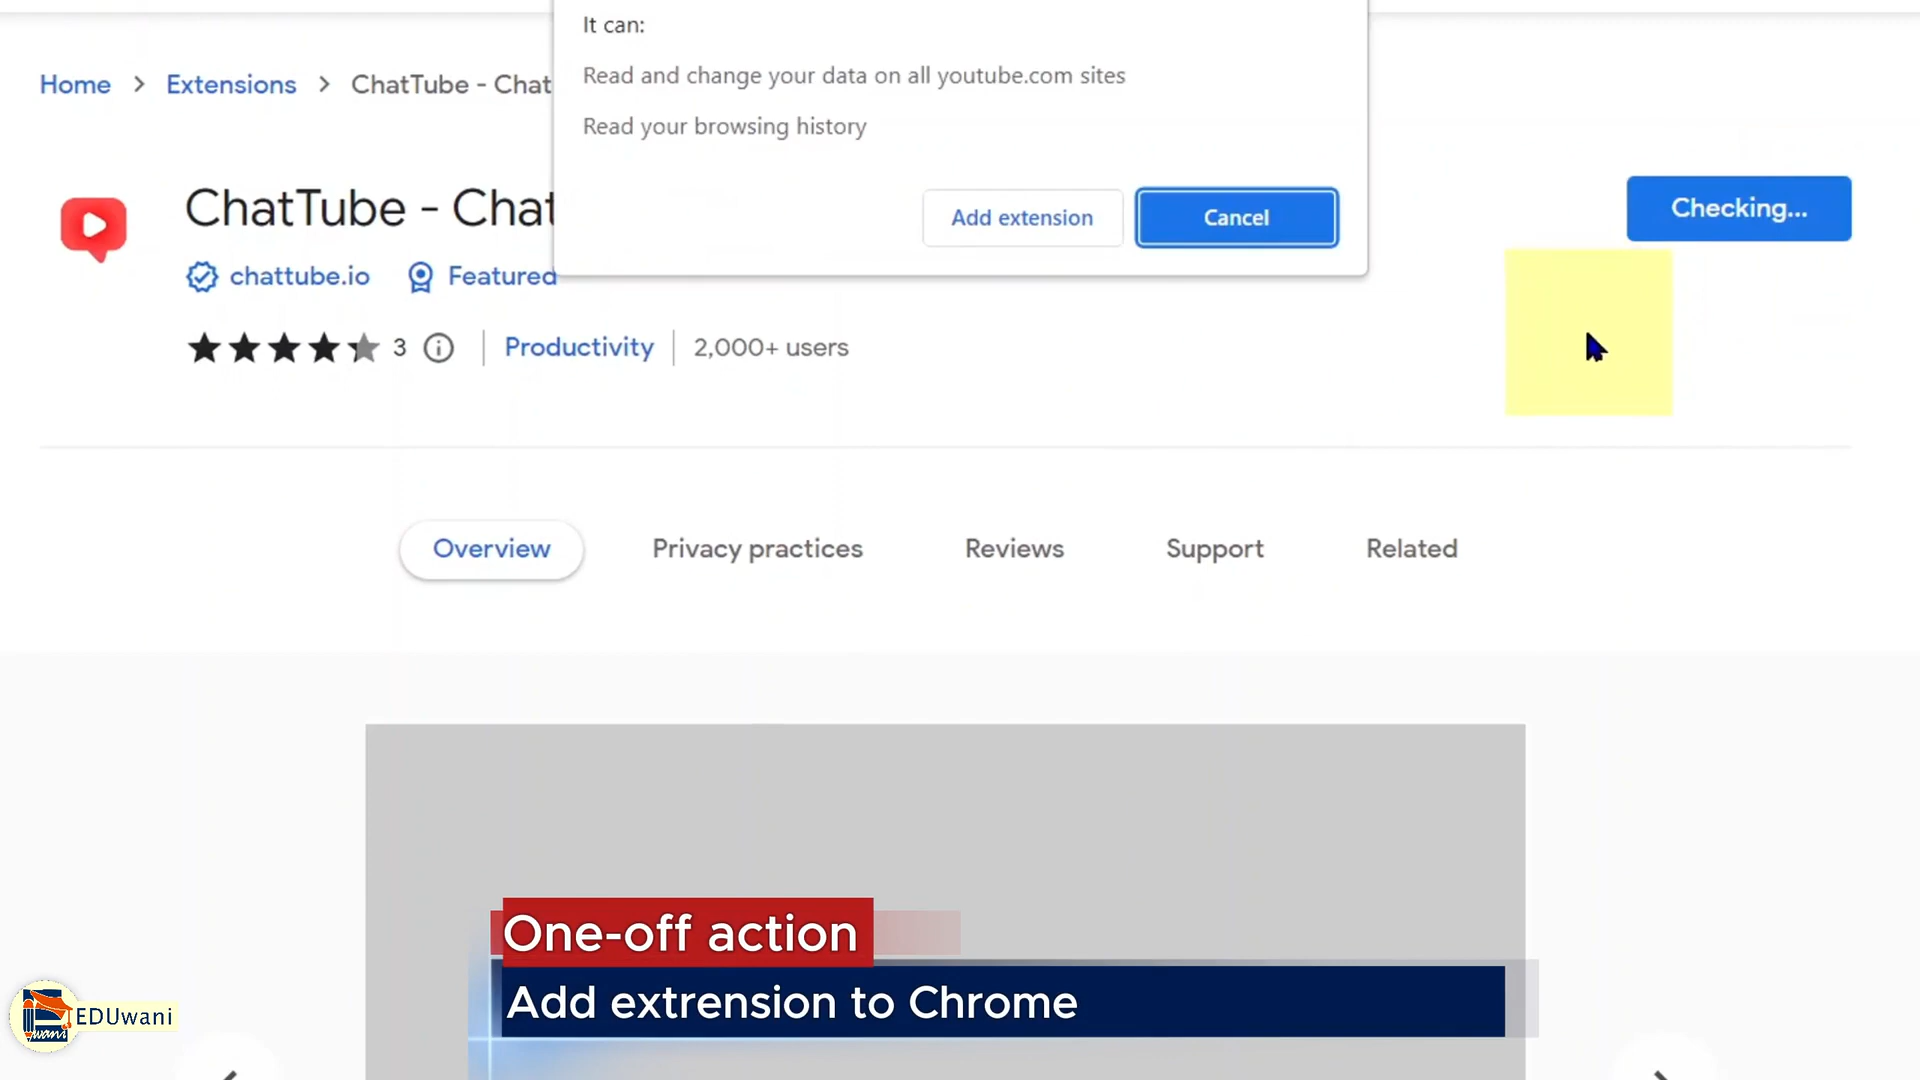 It can:
Read and change your data on all youtube.com sites
Read your browsing history
Add extension
Cancel
Home > Extensions > ChatTube - Chat
ChatTube - Chat
Checking...
chattube.io
Featured
3
Productivity
2,000+ users
Overview
Privacy practices
Reviews
Support
Related
One-off action
Add extrension to Chrome
EDUwani
wani